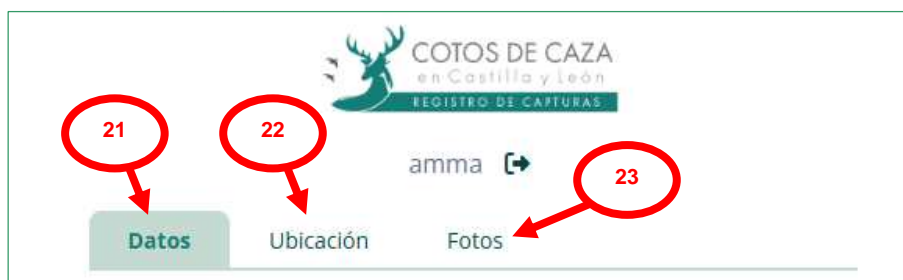 COTOS DE CAZA
en Castilla y León
REGISTRO DE CAPTURAS
21
22
amma
23
Datos
Ubicación
Fotos